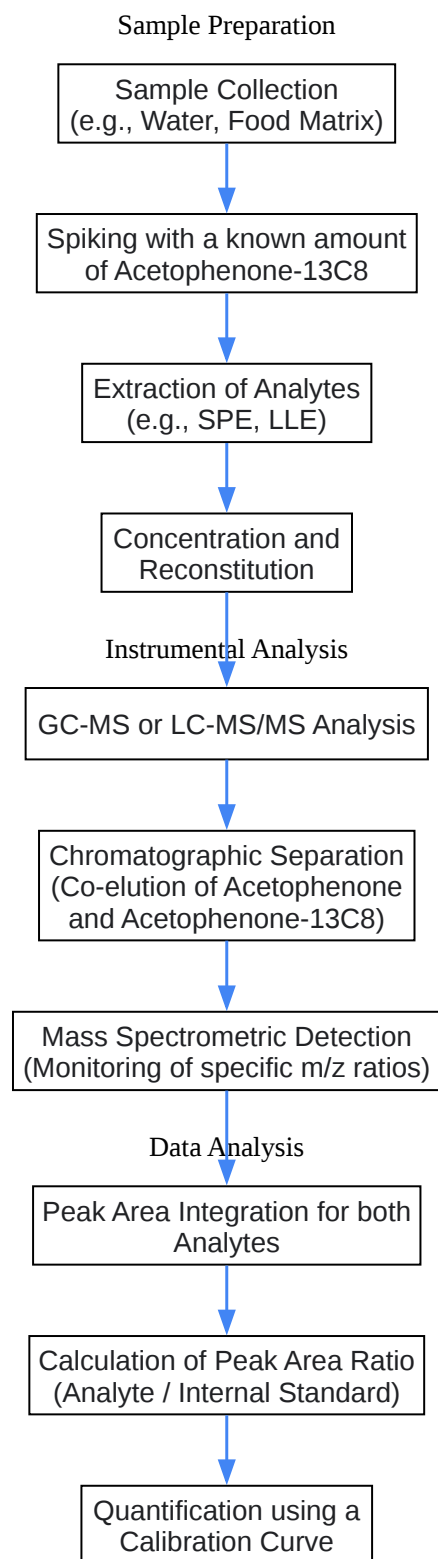 Sample Preparation
Sample Collection
(e.g., Water, Food Matrix)
Spiking with a known amount
of Acetophenone-13C8
Extraction of Analytes
(e.g., SPE, LLE)
Concentration and
Reconstitution
Instrumental Analysis
GC-MS or LC-MS/MS Analysis
Chromatographic Separation
(Co-elution of Acetophenone
and Acetophenone-13C8)
Mass Spectrometric Detection
(Monitoring of specific m/z ratios)
Data Analysis
Peak Area Integration for both
Analytes
Calculation of Peak Area Ratio
(Analyte / Internal Standard)
Quantification using a
Calibration Curve